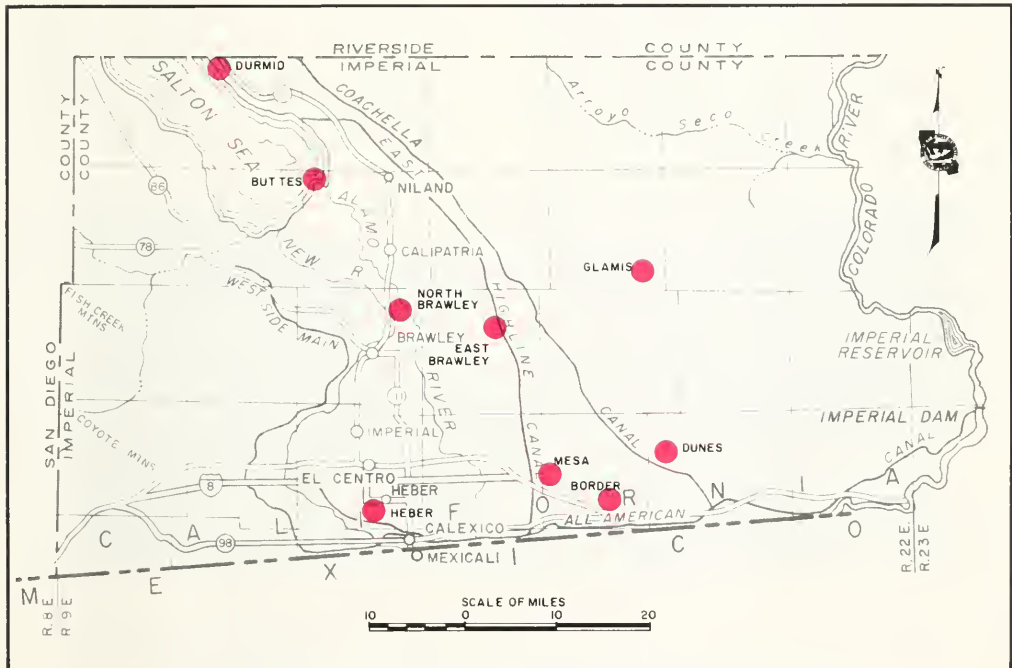 RIVERSIDE COUNTY
IMPERIAL COUNTY
DURMID
SALTON SEA
COACHELLA
EAST
Arroyo Seco Creek
COLORADO RIVER
COUNTY
COUNTY
86
BUTTES
NILAND
ALAMO
78
CALIPATRIA
NEW R
GLAMIS
FISH CREEK MTNS
WEST SIDE MAIN
NORTH
BRAWLEY
HIGHLINE
BRAWLEY
EAST
BRAWLEY
RIVER
IMPERIAL
RESERVOIR
SAN DIEGO
IMPERIAL
COYOTE MTNS
IMPERIAL
CANAL
IMPERIAL DAM
CANAL
DUNES
MESA
EL CENTRO
8
HEBER
HEBER
BORDER
ALL-AMERICAN
CANAL
CALIFORNIA
98
CALEXICO
MEXICALI
MEXICO
R.8E
R.9E
R.22E.
R.23E
SCALE OF MILES
10 0 10 20